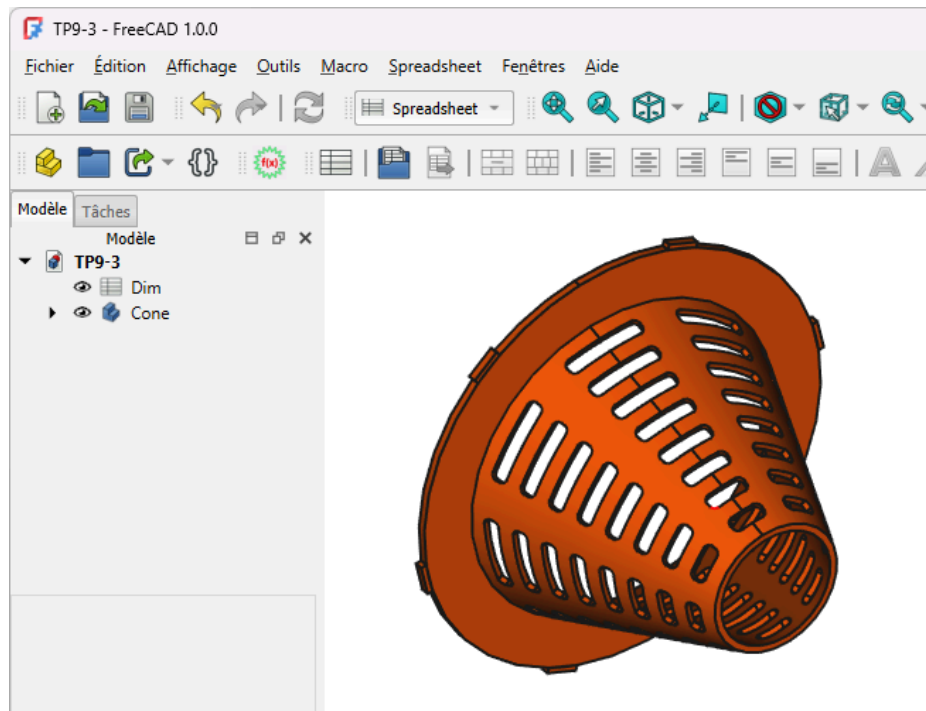 TP9-3 - FreeCAD 1.0.0
Fichier Édition Affichage Outils Macro Spreadsheet Fenêtres Aide
Spreadsheet
f(x)
Modèle Tâches
Modèle
TP9-3
Dim
Cone